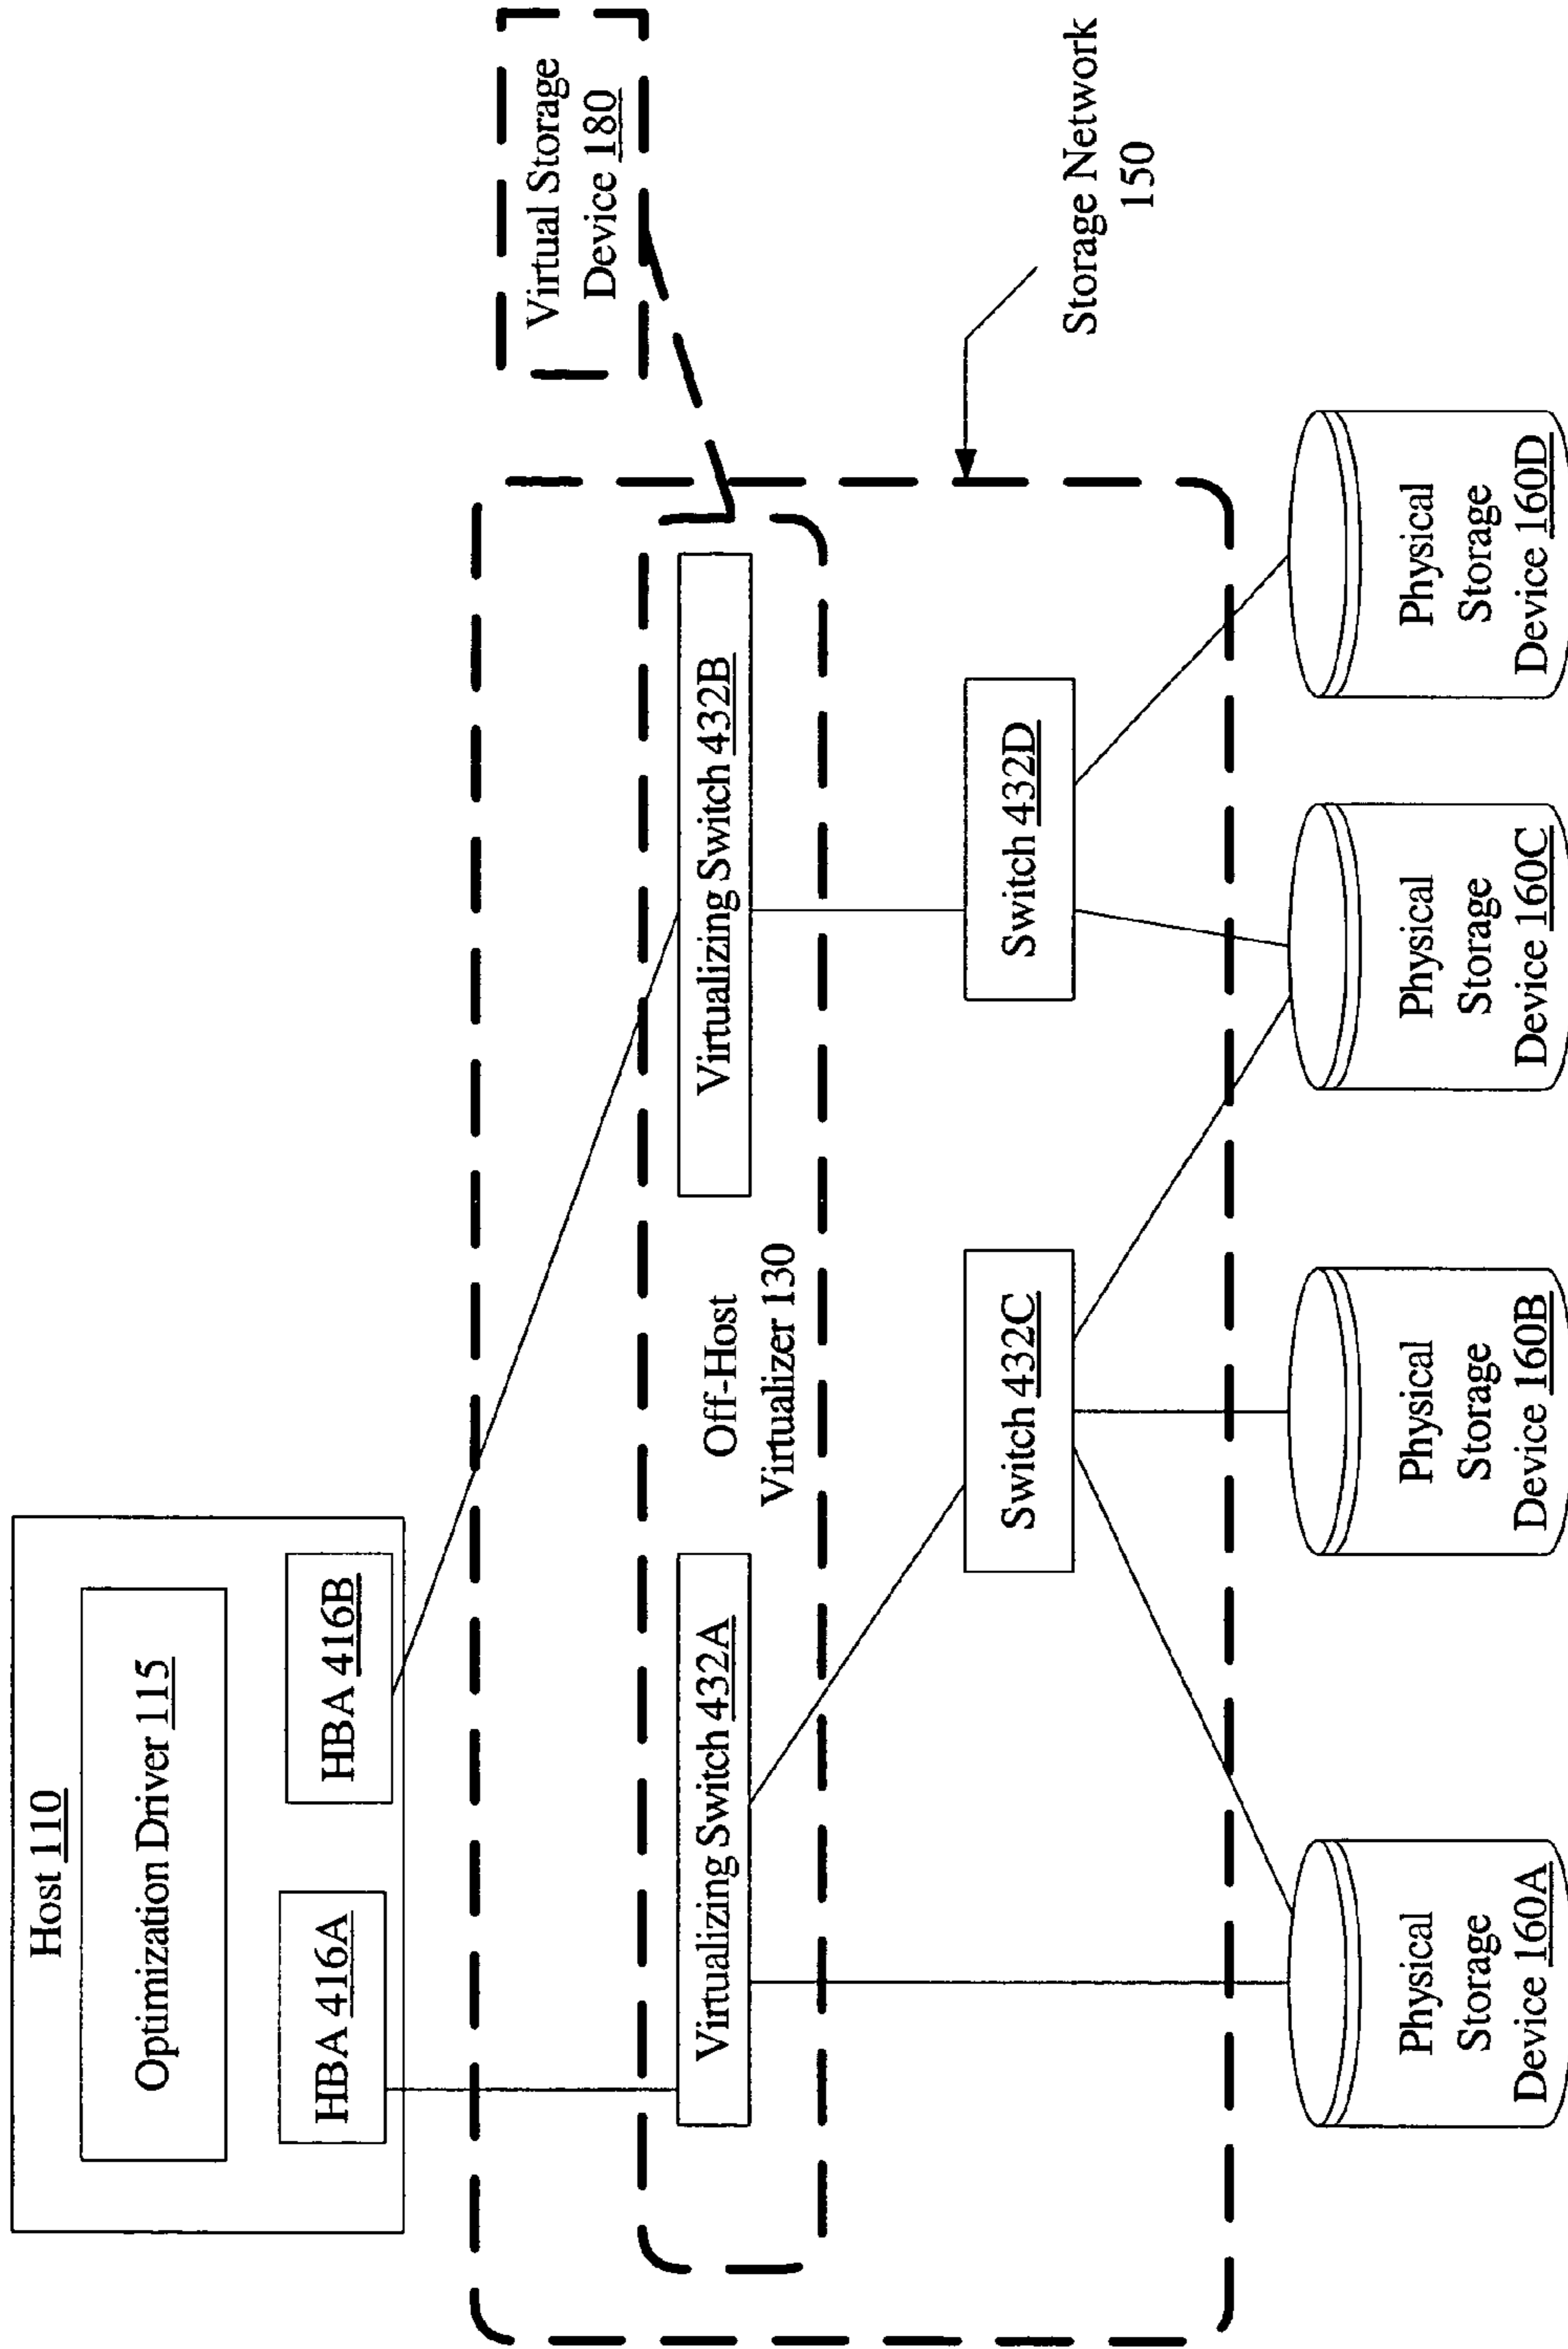 Host 110
Optimization Driver 115
HBA 416A
HBA 416B
Virtual Storage
Device 180
Virtualizing Switch 432A
Off-Host
Virtualizer 130
Virtualizing Switch 432B
Switch 432C
Switch 432D
Storage Network
150
Physical
Storage
Device 160A
Physical
Storage
Device 160B
Physical
Storage
Device 160C
Physical
Storage
Device 160D